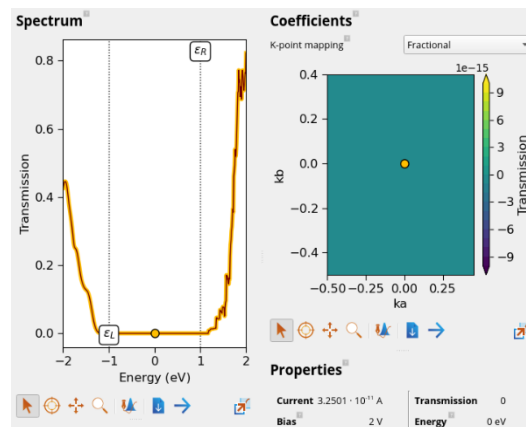 Spectrum
εR
0.8
0.6
0.4
0.2
0.0
Transmission
εL
−2
−1
0
1
2
Energy (eV)
Coefficients
K-point mapping
Fractional
1e−15
0.4
0.2
0.0
−0.2
−0.4
kb
−0.50
−0.25
0.00
0.25
ka
9
6
3
0
−3
−6
−9
Transmission
Properties
Current 3.2501 · 10⁻¹¹ A
Transmission 0
Bias 2 V
Energy 0 eV